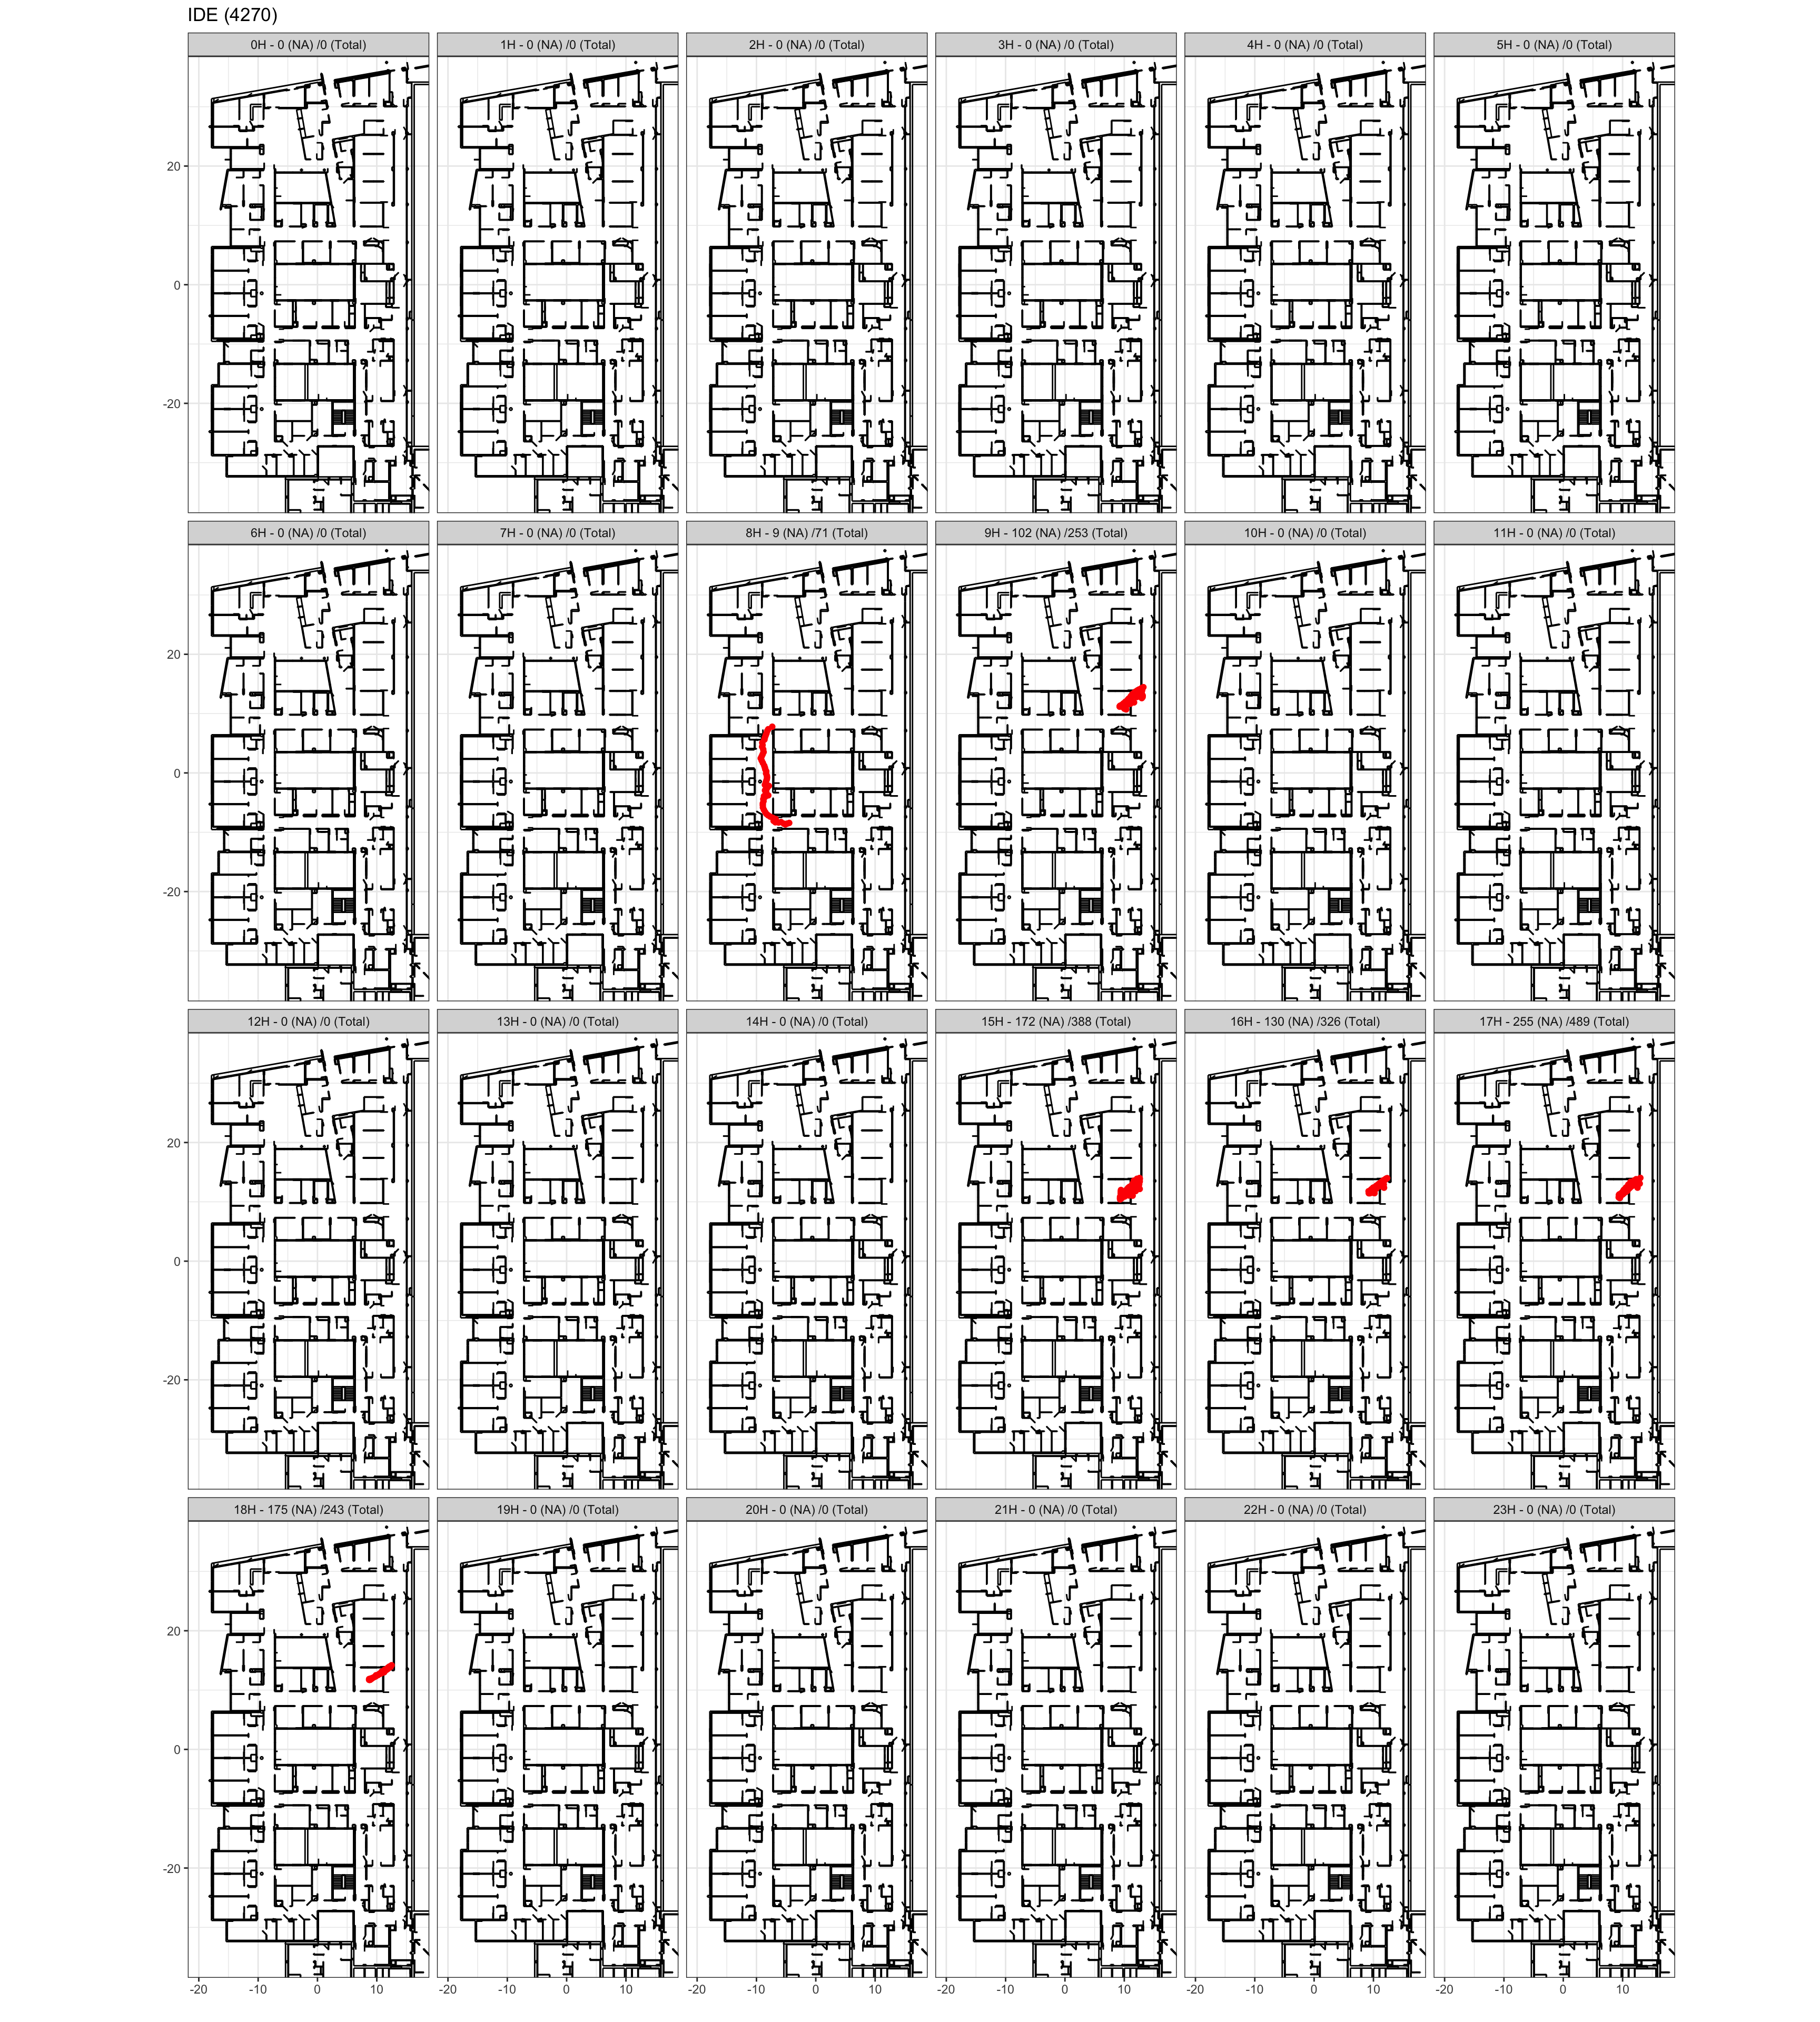 IDE (4270)
0H - 0 (NA) /0 (Total) 1H - 0 (NA) /0 (Total) 2H - 0 (NA) /0 (Total) 3H - 0 (NA) /0 (Total) 4H - 0 (NA) /0 (Total) 5H - 0 (NA) /0 (Total)
20
0
-20
6H - 0 (NA) /0 (Total) 7H - 0 (NA) /0 (Total) 8H - 9 (NA) /71 (Total) 9H - 102 (NA) /253 (Total) 10H - 0 (NA) /0 (Total) 11H - 0 (NA) /0 (Total)
20
0
-20
12H - 0 (NA) /0 (Total) 13H - 0 (NA) /0 (Total) 14H - 0 (NA) /0 (Total) 15H - 172 (NA) /388 (Total) 16H - 130 (NA) /326 (Total) 17H - 255 (NA) /489 (Total)
20
0
-20
18H - 175 (NA) /243 (Total) 19H - 0 (NA) /0 (Total) 20H - 0 (NA) /0 (Total) 21H - 0 (NA) /0 (Total) 22H - 0 (NA) /0 (Total) 23H - 0 (NA) /0 (Total)
20
0
-20
-20 -10 0 10 -20 -10 0 10 -20 -10 0 10 -20 -10 0 10 -20 -10 0 10 -20 -10 0 10